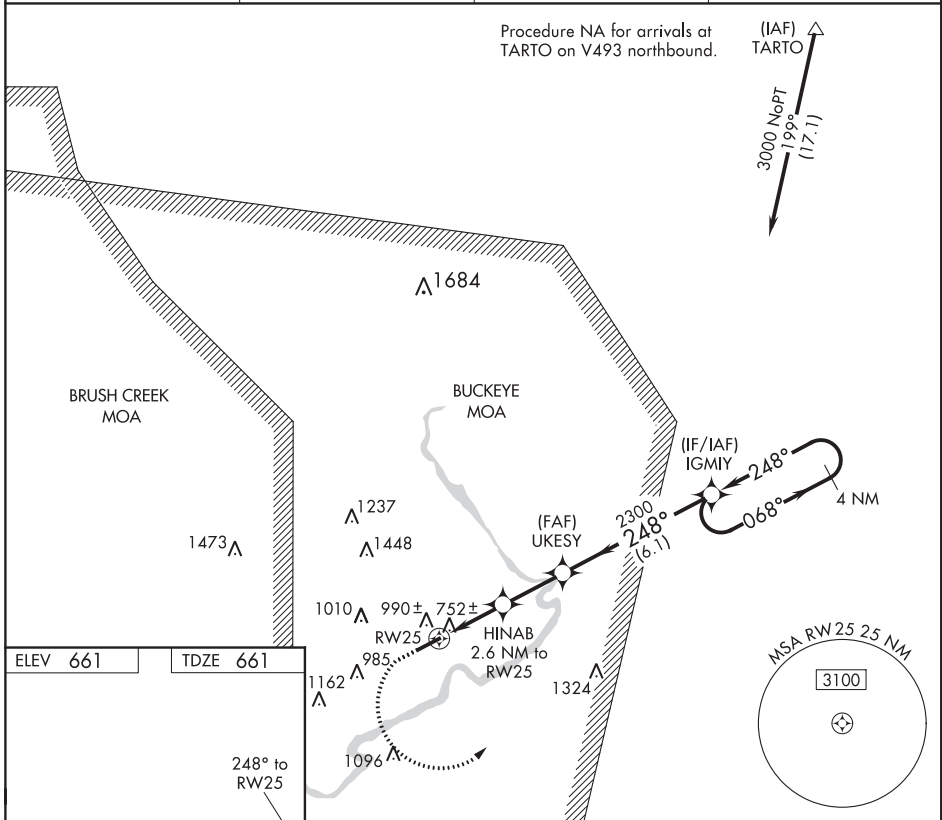 Procedure NA for arrivals at
TARTO on V493 northbound.
(IAF)
TARTO
3000 NoPT
199°
(17.1)
1684
BRUSH CREEK
MOA
BUCKEYE
MOA
(IF/IAF)
IGMIY
248°
068°
4 NM
2300
248°
(6.1)
(FAF)
UKESY
1237
1473
1448
1010
990±
752±
RW25
HINAB
2.6 NM to
RW25
985
1162
1324
1096
ELEV 661
TDZE 661
248° to
RW25
MSA RW25 25 NM
3100